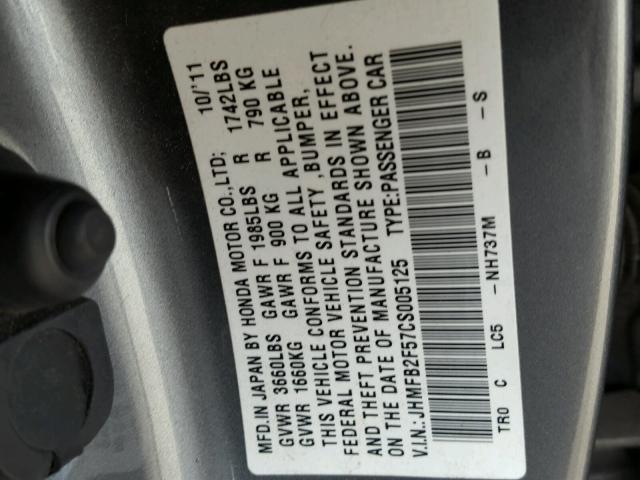 MFD.IN JAPAN BY HONDA MOTOR CO.,LTD; 10/'11
GVWR 3660LBS GAWR F 1985LBS R 1742LBS
GVWR 1660KG GAWR F 900 KG R 790 KG
THIS VEHICLE CONFORMS TO ALL APPLICABLE
FEDERAL MOTOR VEHICLE SAFETY ,BUMPER,
AND THEFT PREVENTION STANDARDS IN EFFECT
ON THE DATE OF MANUFACTURE SHOWN ABOVE.
V.I.N.:JHMFB2F57CS005125 TYPE:PASSENGER CAR
TR0 C LC5 -NH737M -B -S